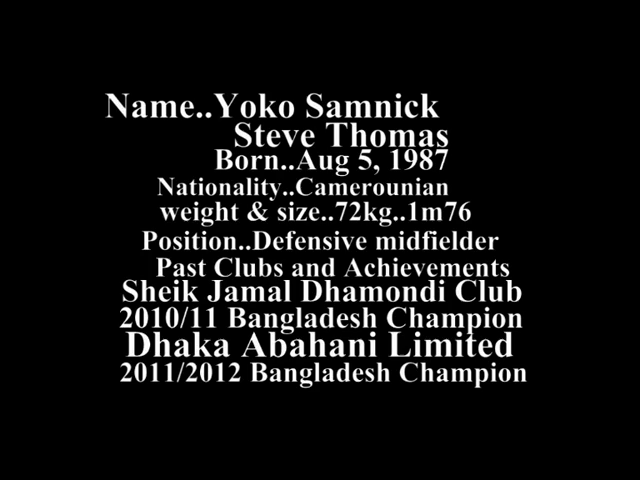 Name..Yoko Samnick
Steve Thomas
Born..Aug 5, 1987
Nationality..Camerounian
weight & size..72kg..1m76
Position..Defensive midfielder
Past Clubs and Achievements
Sheik Jamal Dhamondi Club
2010/11 Bangladesh Champion
Dhaka Abahani Limited
2011/2012 Bangladesh Champion